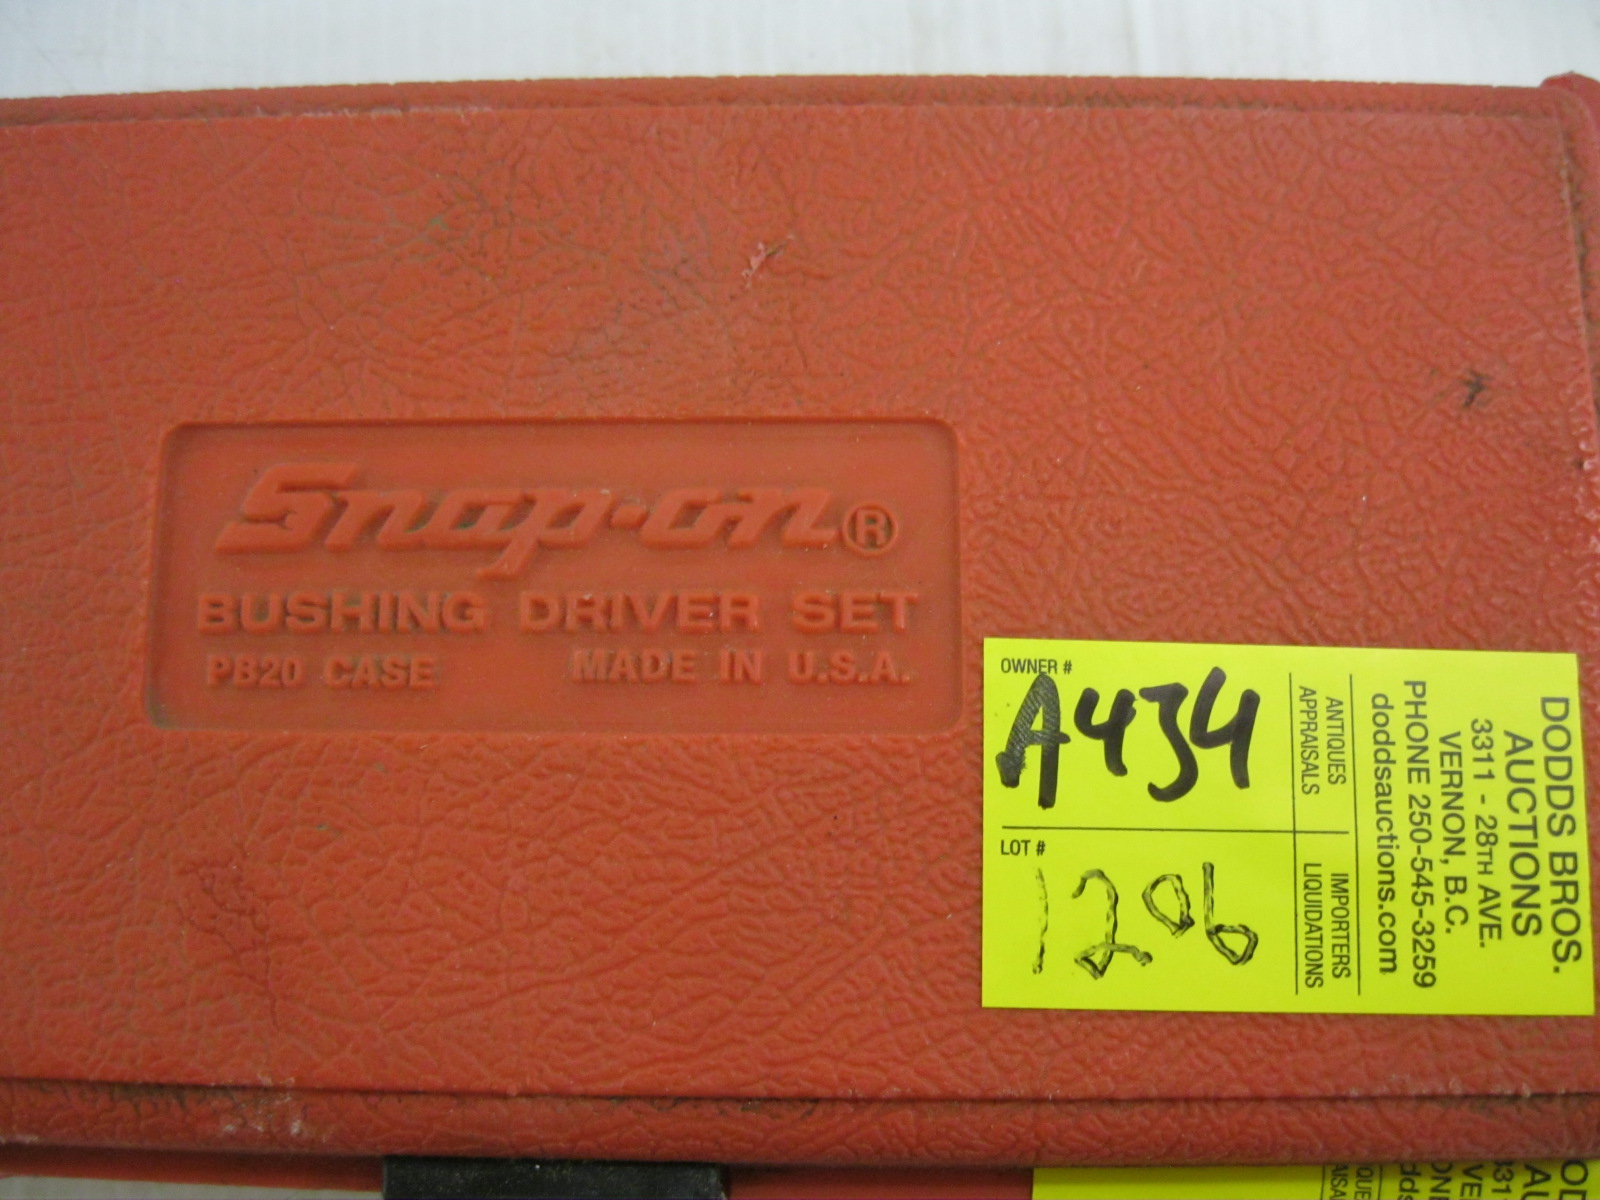 Snap-on®
BUSHING DRIVER SET
PB20 CASE MADE IN U.S.A.
OWNER #
A434
LOT #
1206
ANTIQUES
APPRAISALS
IMPORTERS
LIQUIDATIONS
DODDS BROS.
AUCTIONS
3311 - 28TH AVE.
VERNON, B.C.
PHONE 250-545-3259
doddsauctions.com